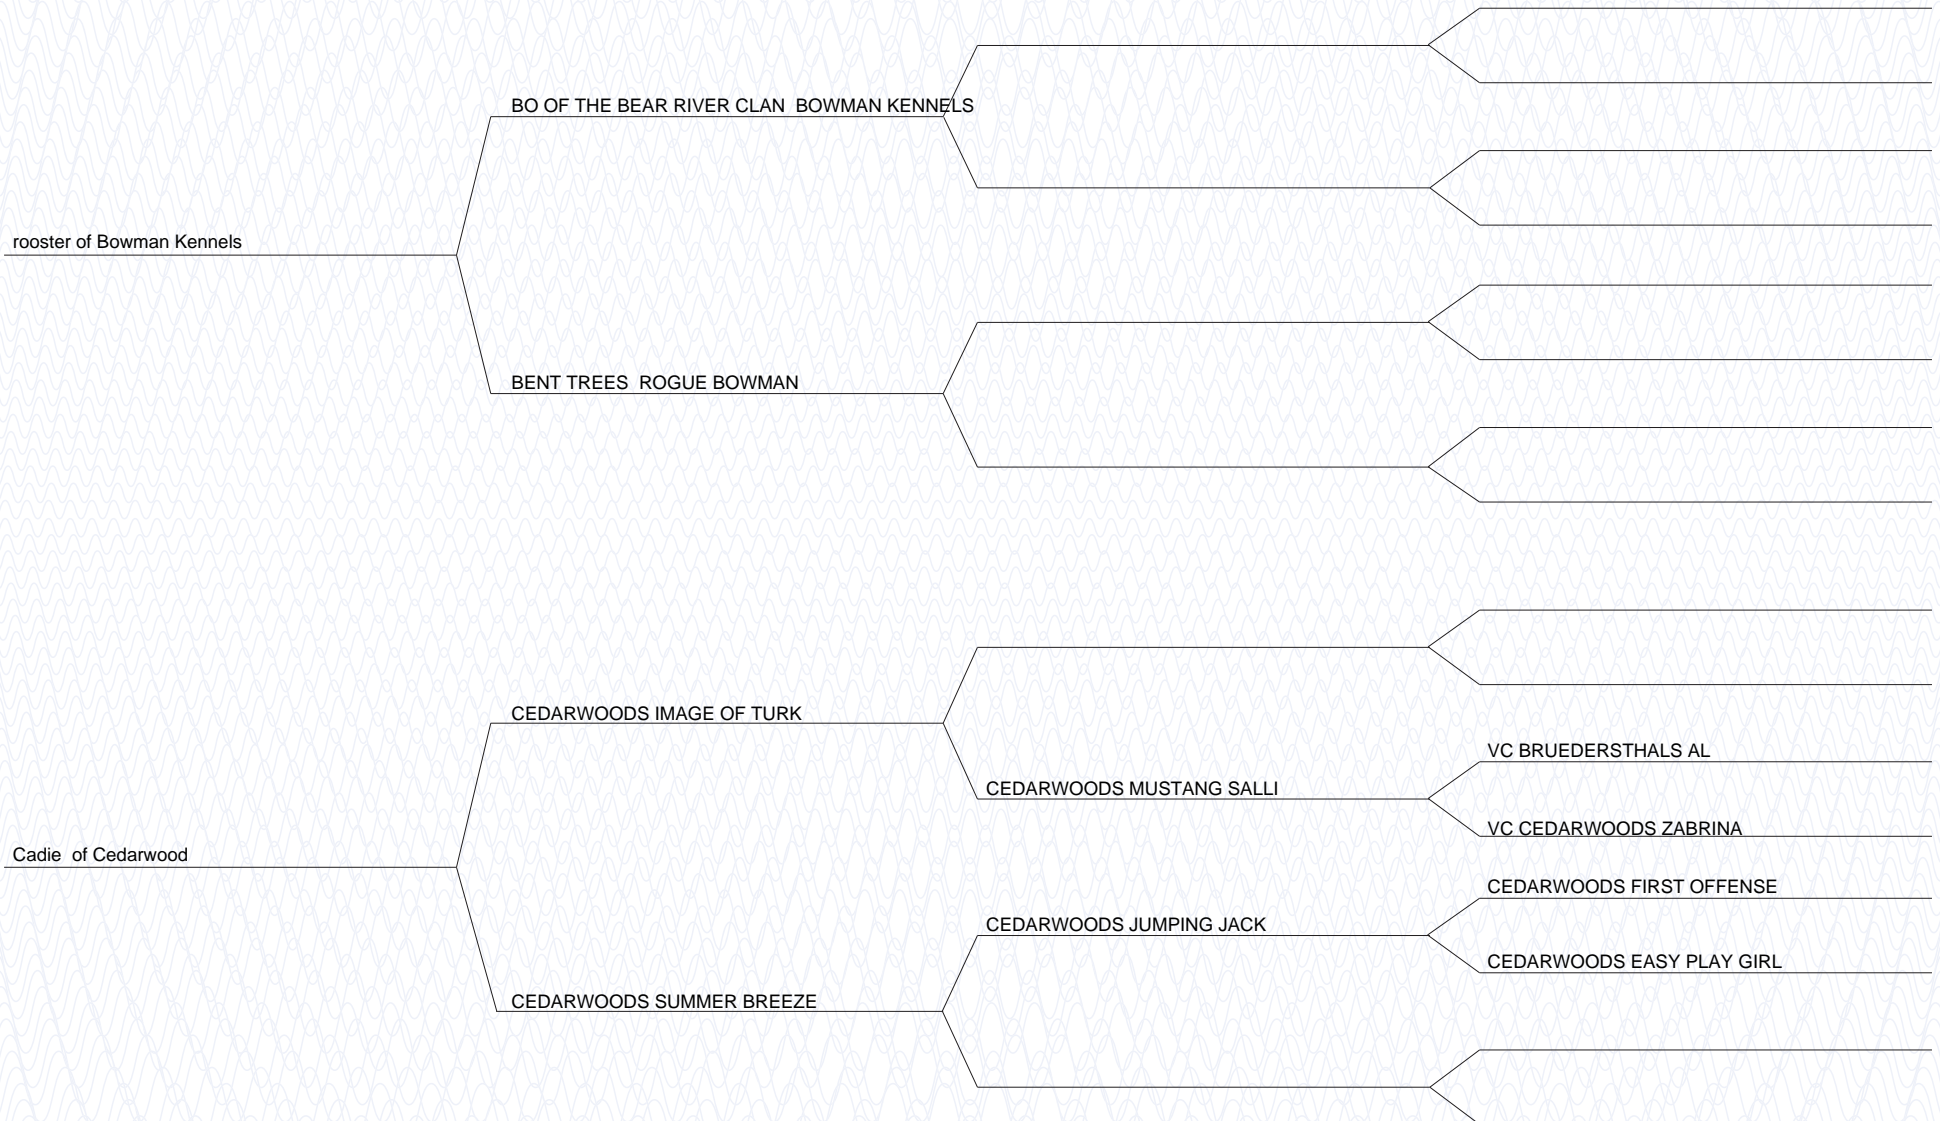 BO OF THE BEAR RIVER CLAN  BOWMAN KENNELS
rooster of Bowman Kennels
BENT TREES  ROGUE BOWMAN
CEDARWOODS IMAGE OF TURK
VC BRUEDERSTHALS AL
CEDARWOODS MUSTANG SALLI
VC CEDARWOODS ZABRINA
Cadie  of Cedarwood
CEDARWOODS FIRST OFFENSE
CEDARWOODS JUMPING JACK
CEDARWOODS EASY PLAY GIRL
CEDARWOODS SUMMER BREEZE